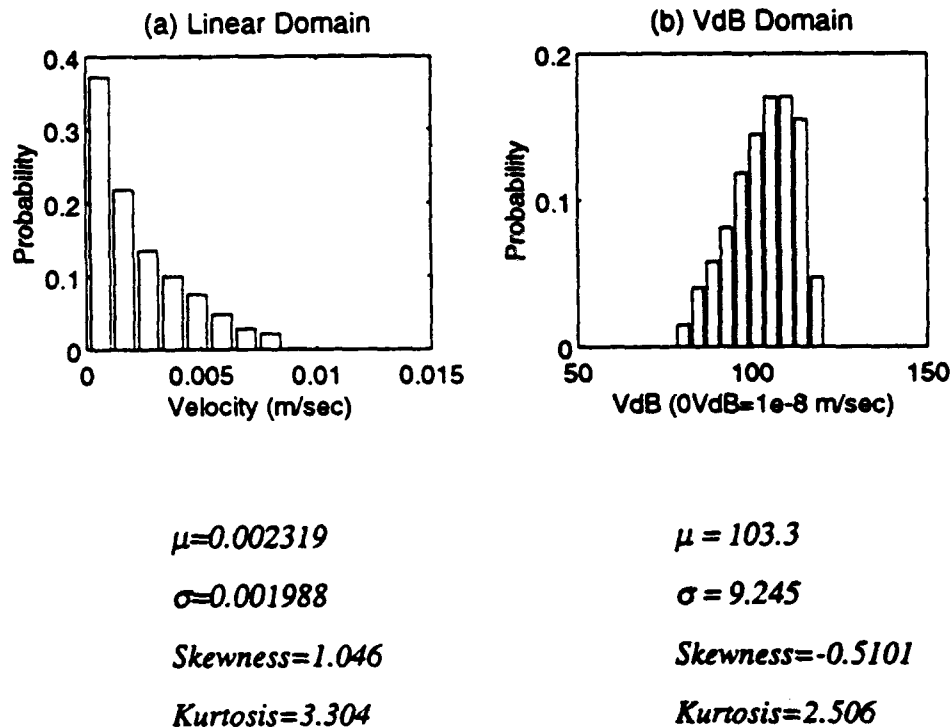 (a) Linear Domain
0.4
0.3
0.2
0.1
0
Probability
0
0.005
0.01
0.015
Velocity (m/sec)
(b) VdB Domain
0.2
0.1
0
Probability
50
100
150
VdB (0VdB=1e-8 m/sec)
μ=0.002319
σ=0.001988
Skewness=1.046
Kurtosis=3.304
μ = 103.3
σ = 9.245
Skewness=-0.5101
Kurtosis=2.506